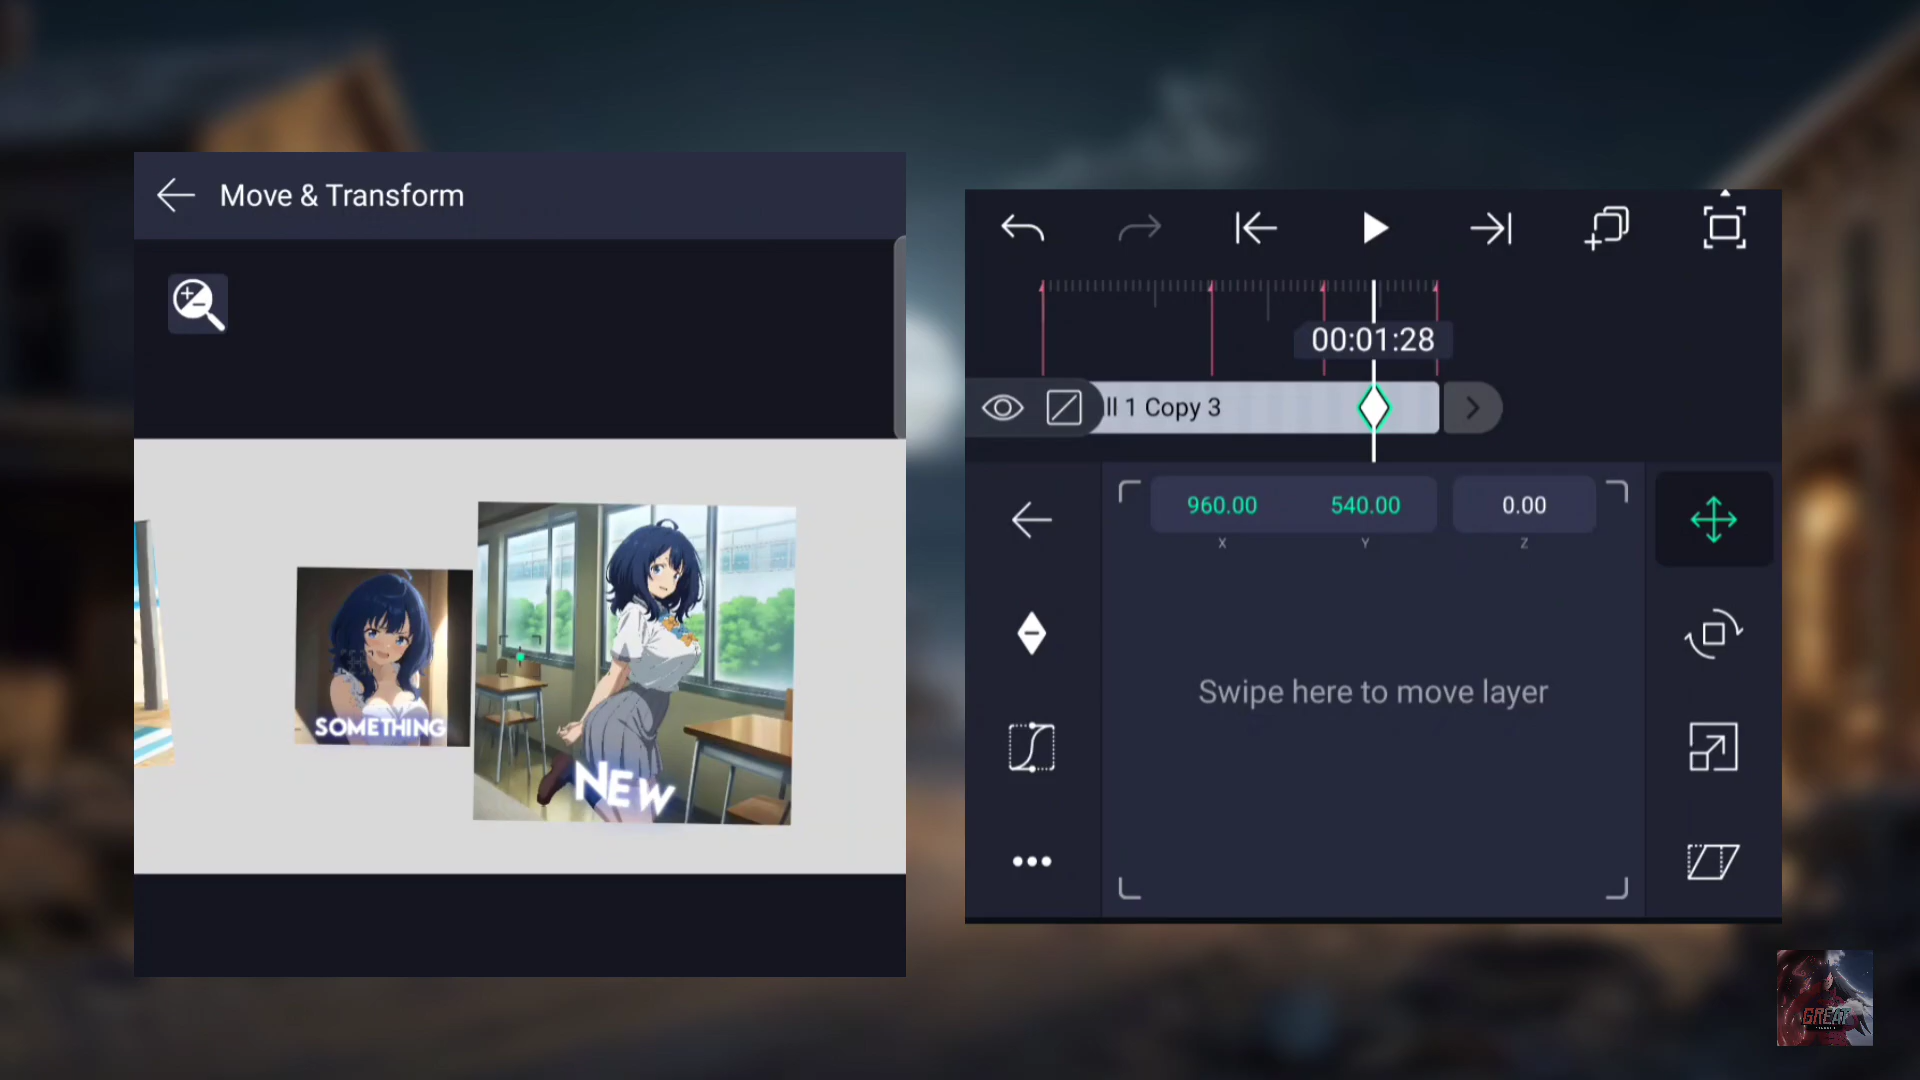 Move & Transform
SOMETHING
NEW
00:01:28
ll 1 Copy 3
960.00 540.00 0.00
X Y Z
Swipe here to move layer
GREAT